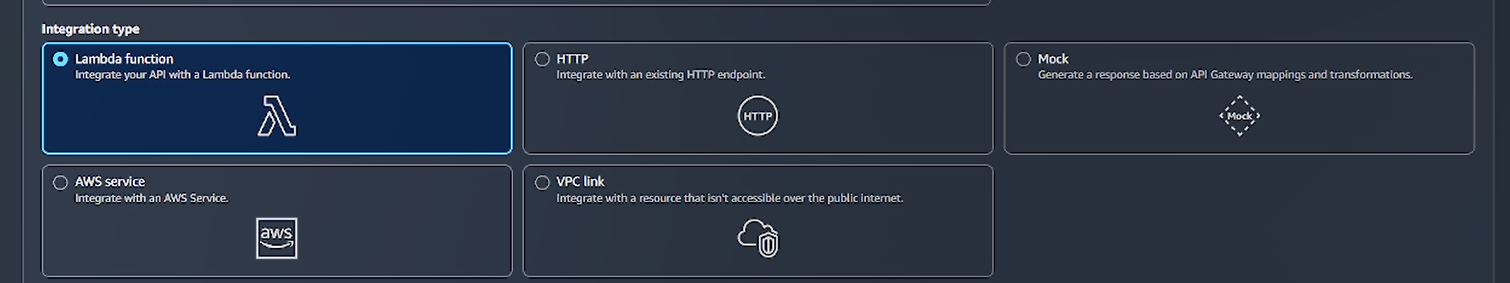 Integration type
Lambda function
Integrate your API with a Lambda function.
HTTP
Integrate with an existing HTTP endpoint.
HTTP
Mock
Generate a response based on API Gateway mappings and transformations.
Mock
AWS service
Integrate with an AWS Service.
aws
VPC link
Integrate with a resource that isn't accessible over the public internet.